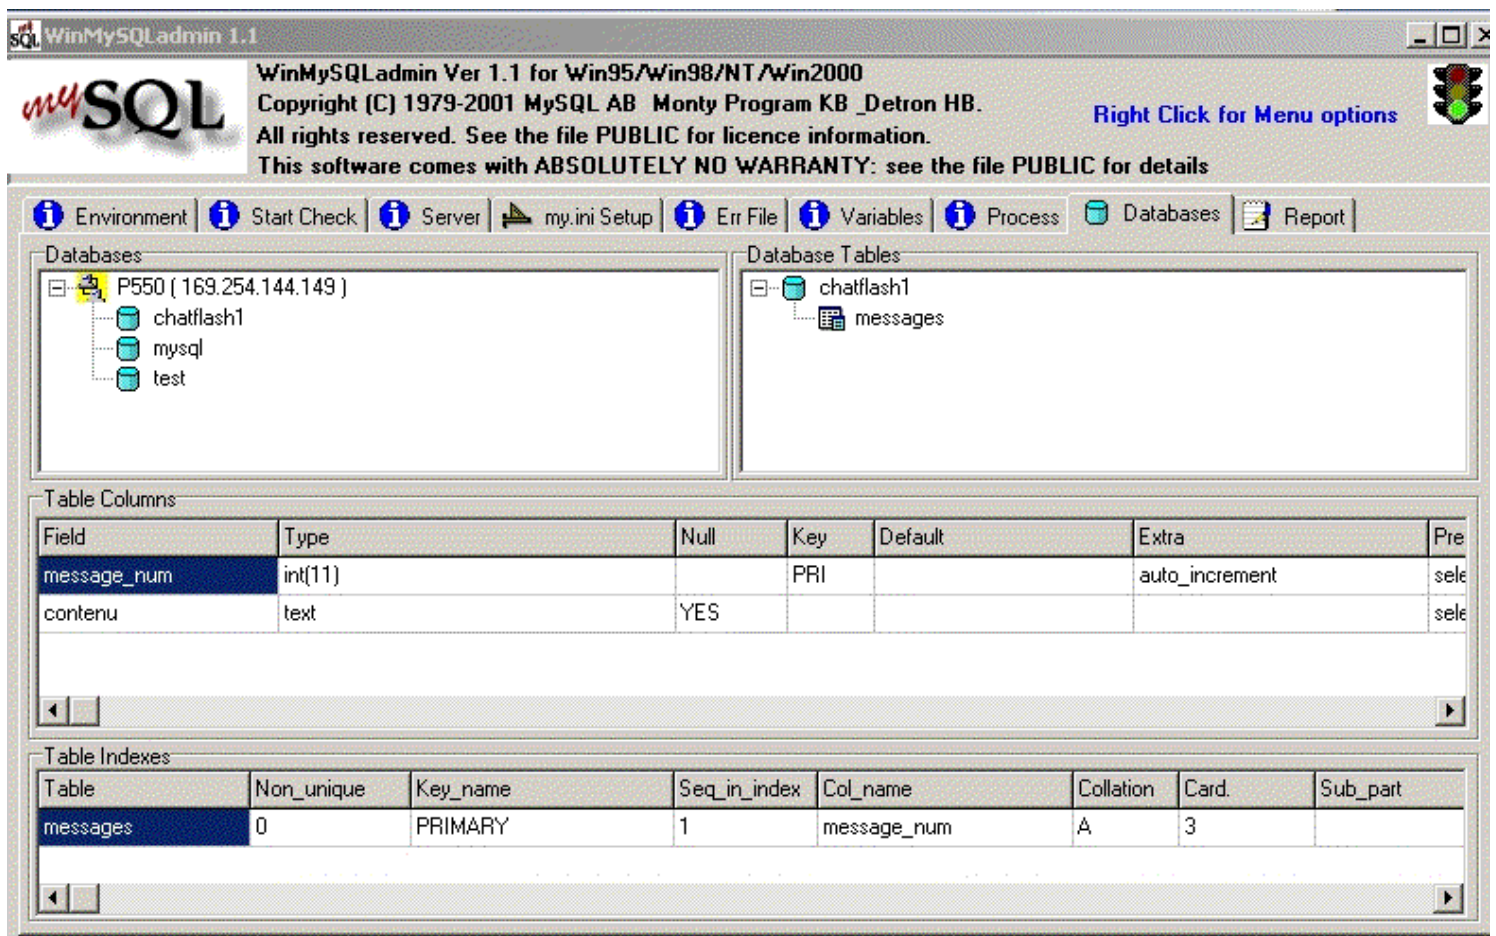 WinMySQLadmin 1.1
mySQL
WinMySQLadmin Ver 1.1 for Win95/Win98/NT/Win2000
Copyright (C) 1979-2001 MySQL AB Monty Program KB _Detron HB.
All rights reserved. See the file PUBLIC for licence information.
This software comes with ABSOLUTELY NO WARRANTY: see the file PUBLIC for details
Right Click for Menu options
Environment Start Check Server my.ini Setup Err File Variables Process Databases Report
Databases
P550 ( 169.254.144.149 )
chatflash1
mysql
test
Database Tables
chatflash1
messages
Table Columns
Field Type Null Key Default Extra Pre
message_num int(11) PRI auto_increment sele
contenu text YES sele
Table Indexes
Table Non_unique Key_name Seq_in_index Col_name Collation Card. Sub_part
messages 0 PRIMARY 1 message_num A 3